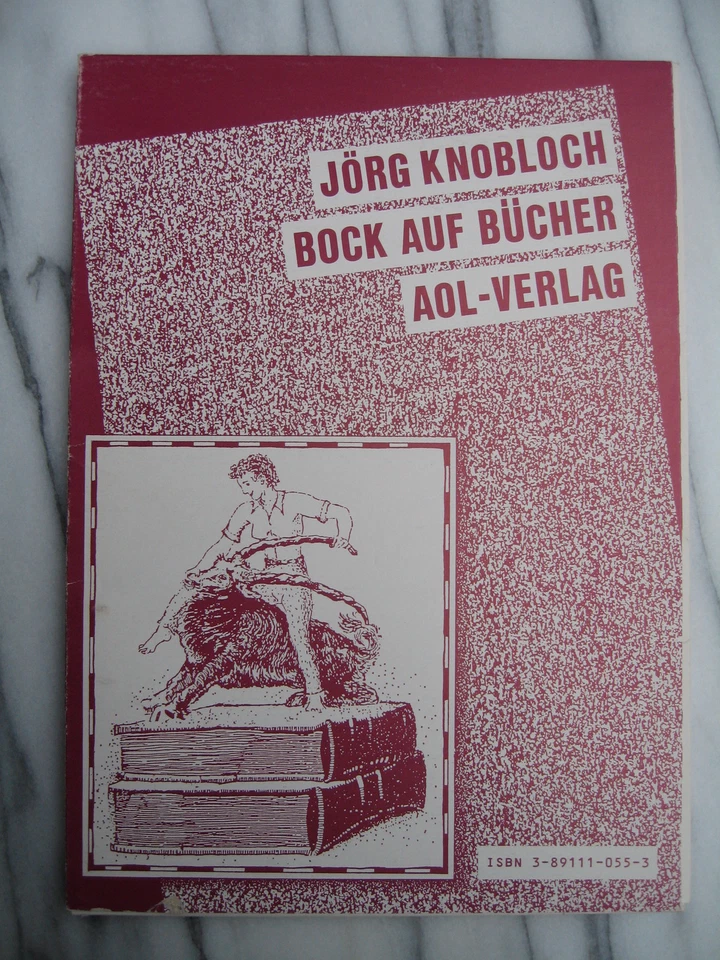 JÖRG KNOBLOCH
BOCK AUF BÜCHER
AOL-VERLAG
ISBN 3-89111-055-3